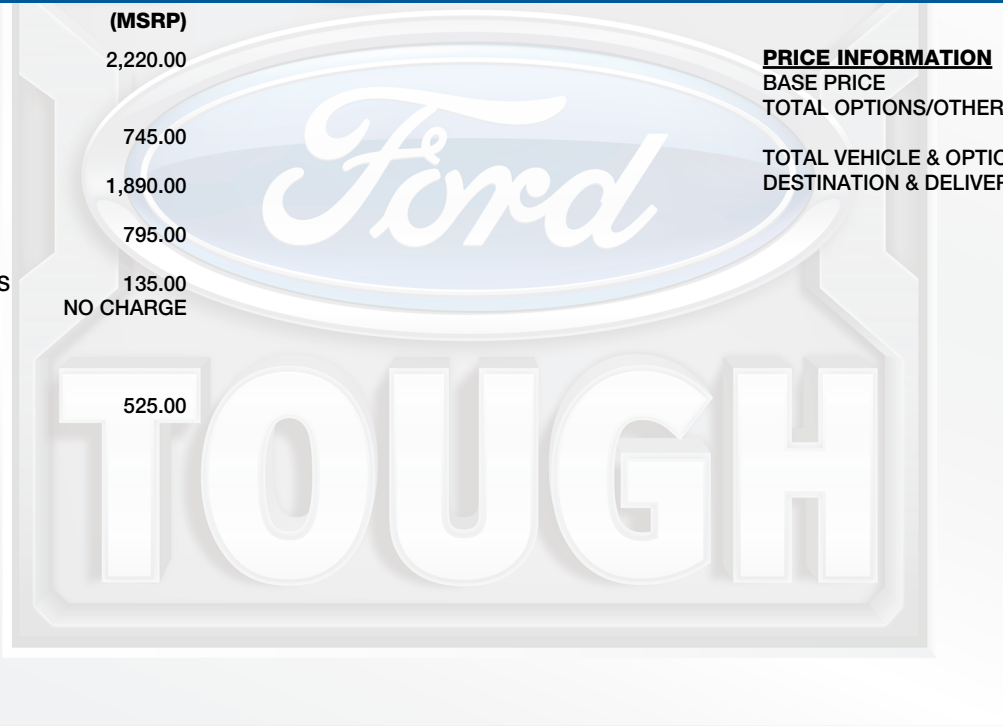 (MSRP)
2,220.00
745.00
1,890.00
795.00
S 135.00
NO CHARGE
525.00
PRICE INFORMATION
BASE PRICE
TOTAL OPTIONS/OTHER
TOTAL VEHICLE & OPTIO
DESTINATION & DELIVER
Ford
TOUGH